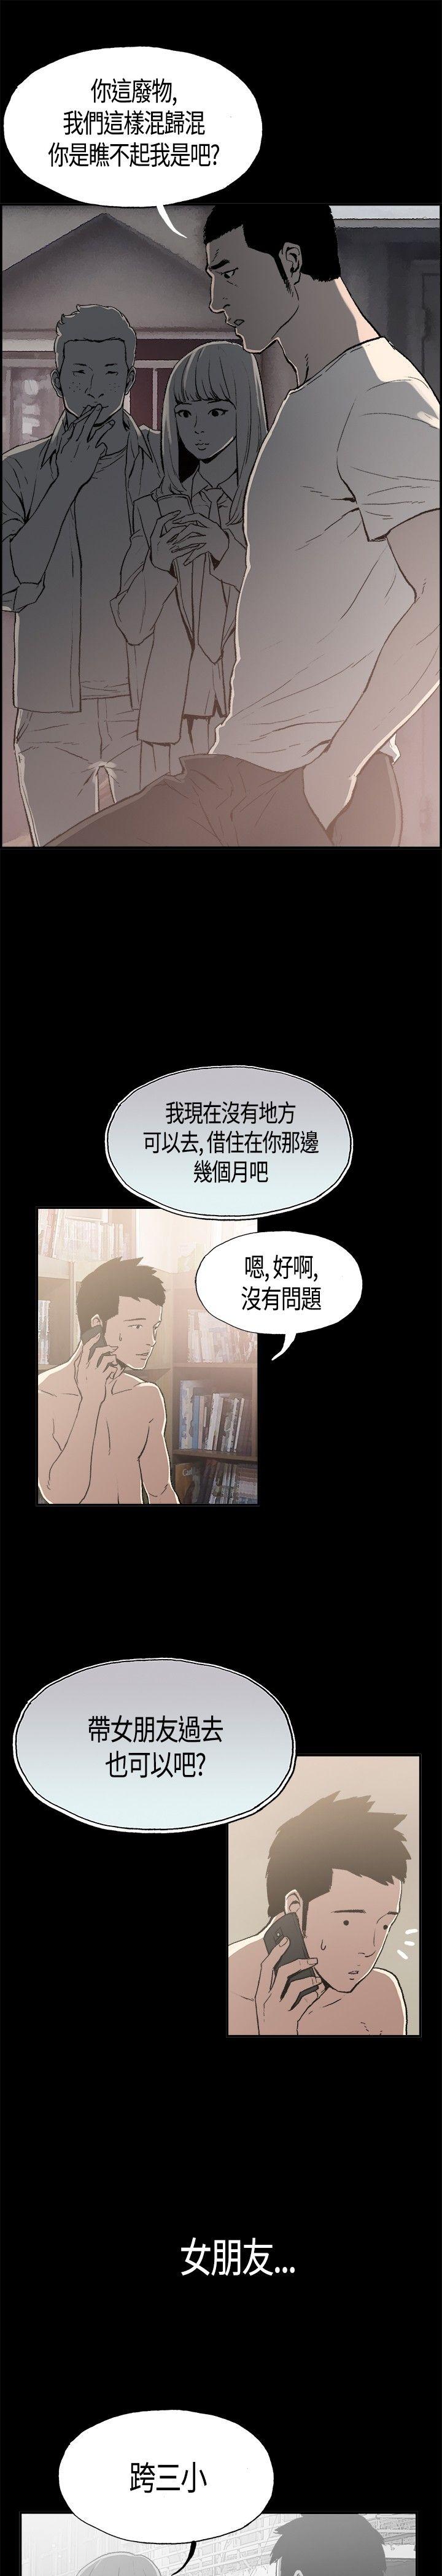 你這廢物,
我們這樣混歸混
你是瞧不起我是吧?
我現在沒有地方
可以去,借住在你那邊
幾個月吧
嗯,好啊,
沒有問題
帶女朋友過去
也可以吧?
女朋友...
跨三小